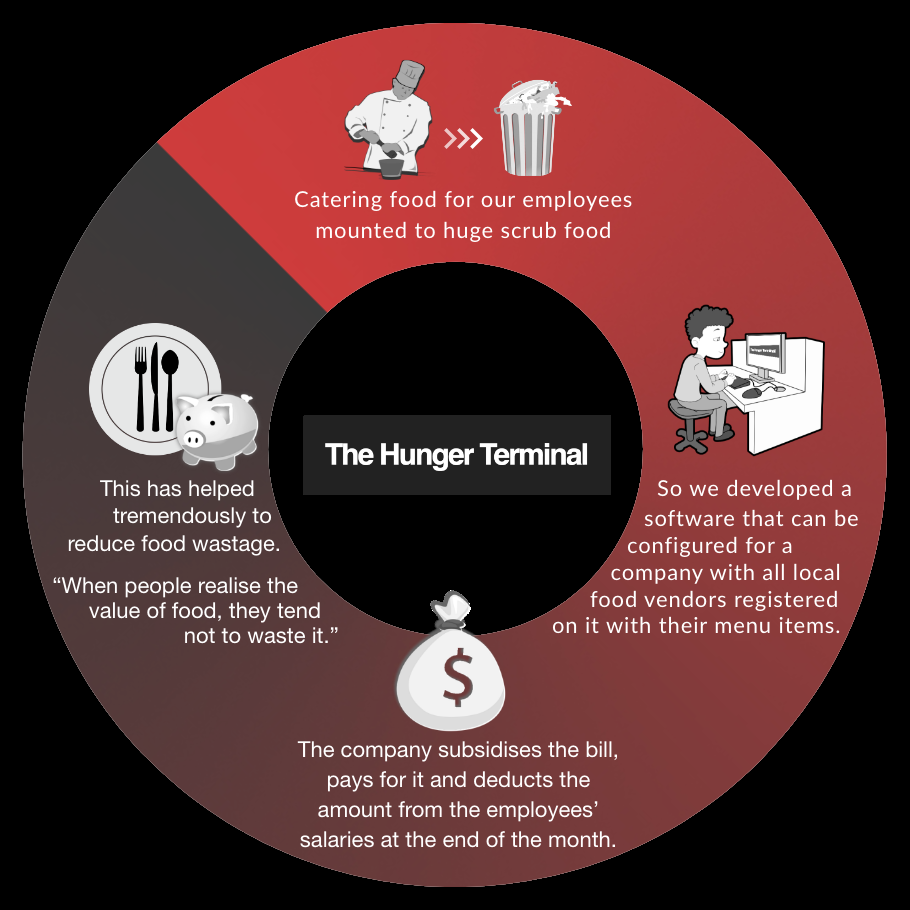 Catering food for our employees
mounted to huge scrub food
So we developed a
software that can be
configured for a
company with all local
food vendors registered
on it with their menu items.
The company subsidises the bill,
pays for it and deducts the
amount from the employees’
salaries at the end of the month.
This has helped
tremendously to
reduce food wastage.
“When people realise the
value of food, they tend
not to waste it.”
The Hunger Terminal
The Hunger Terminal
$